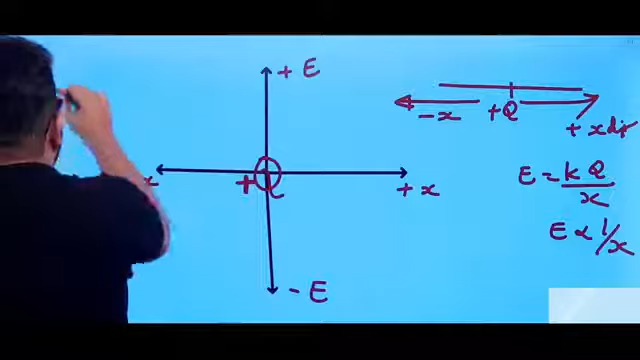 + E
- x +Q
+ x dir
+Q
+ x
E = kQ/x
E ∝ 1/x
- E